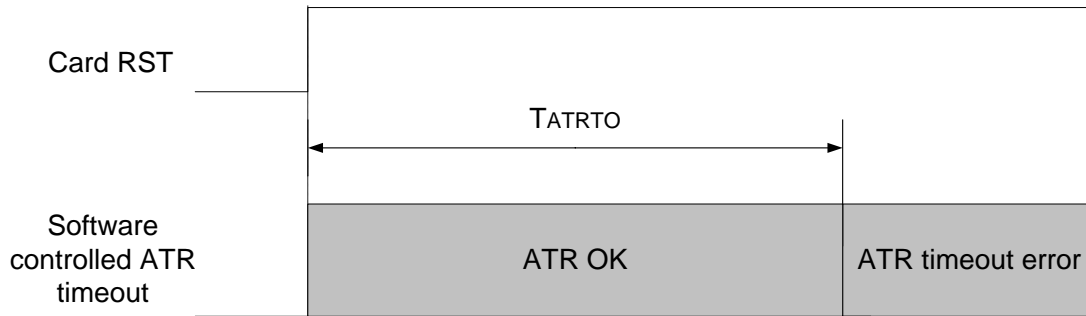 Card RST
TATRTO
Software
controlled ATR
timeout
ATR OK
ATR timeout error